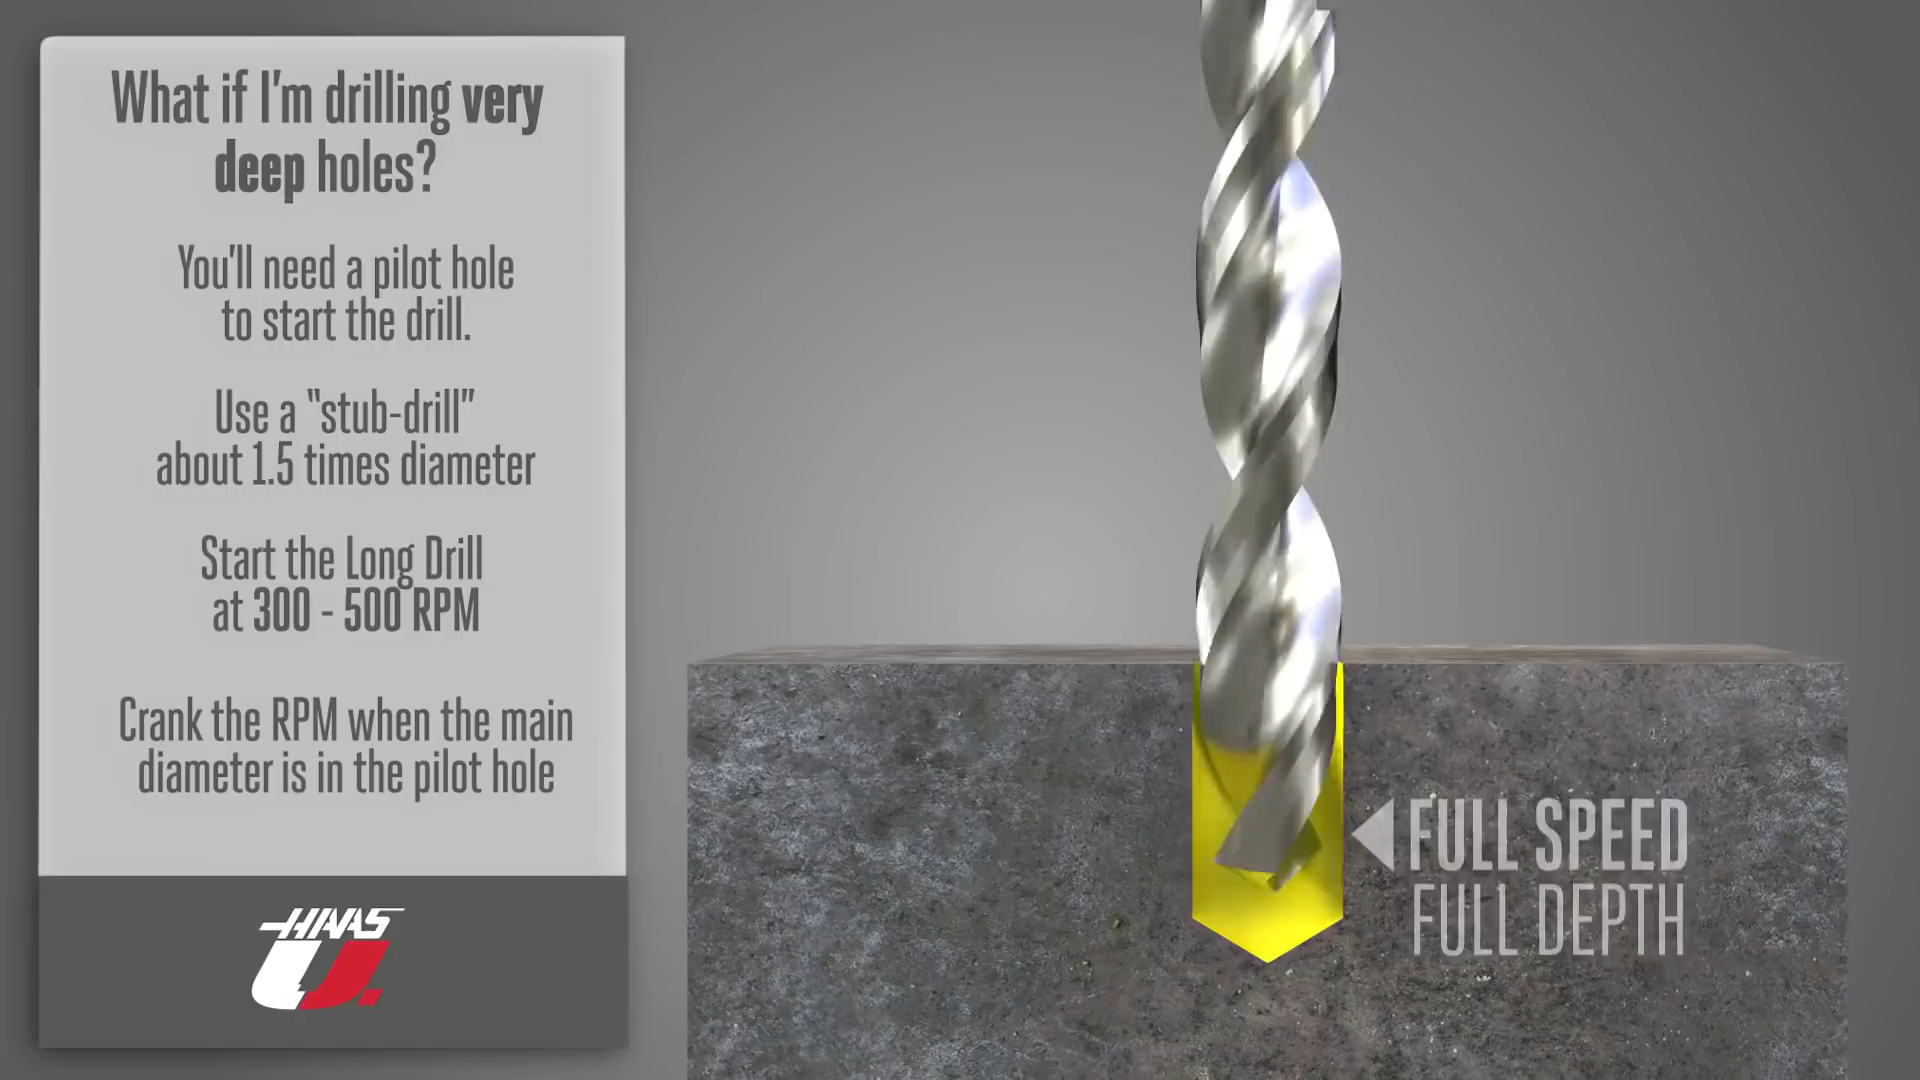 What if I'm drilling very
deep holes?
You'll need a pilot hole
to start the drill.
Use a “stub-drill”
about 1.5 times diameter
Start the Long Drill
at 300 - 500 RPM
Crank the RPM when the main
diameter is in the pilot hole
HAAS
U.
FULL SPEED
FULL DEPTH